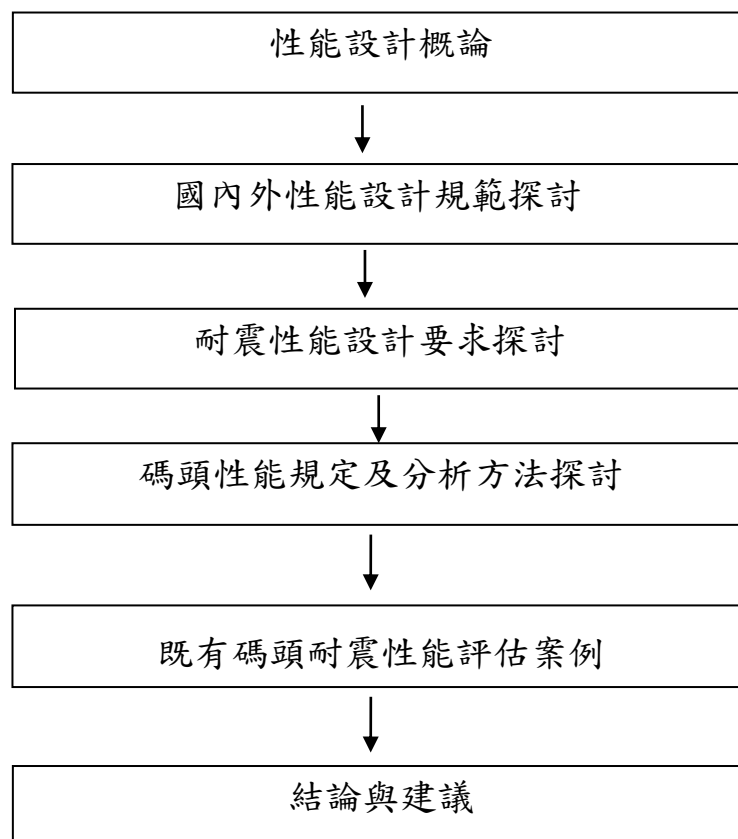 性能設計概論
國內外性能設計規範探討
耐震性能設計要求探討
碼頭性能規定及分析方法探討
既有碼頭耐震性能評估案例
結論與建議